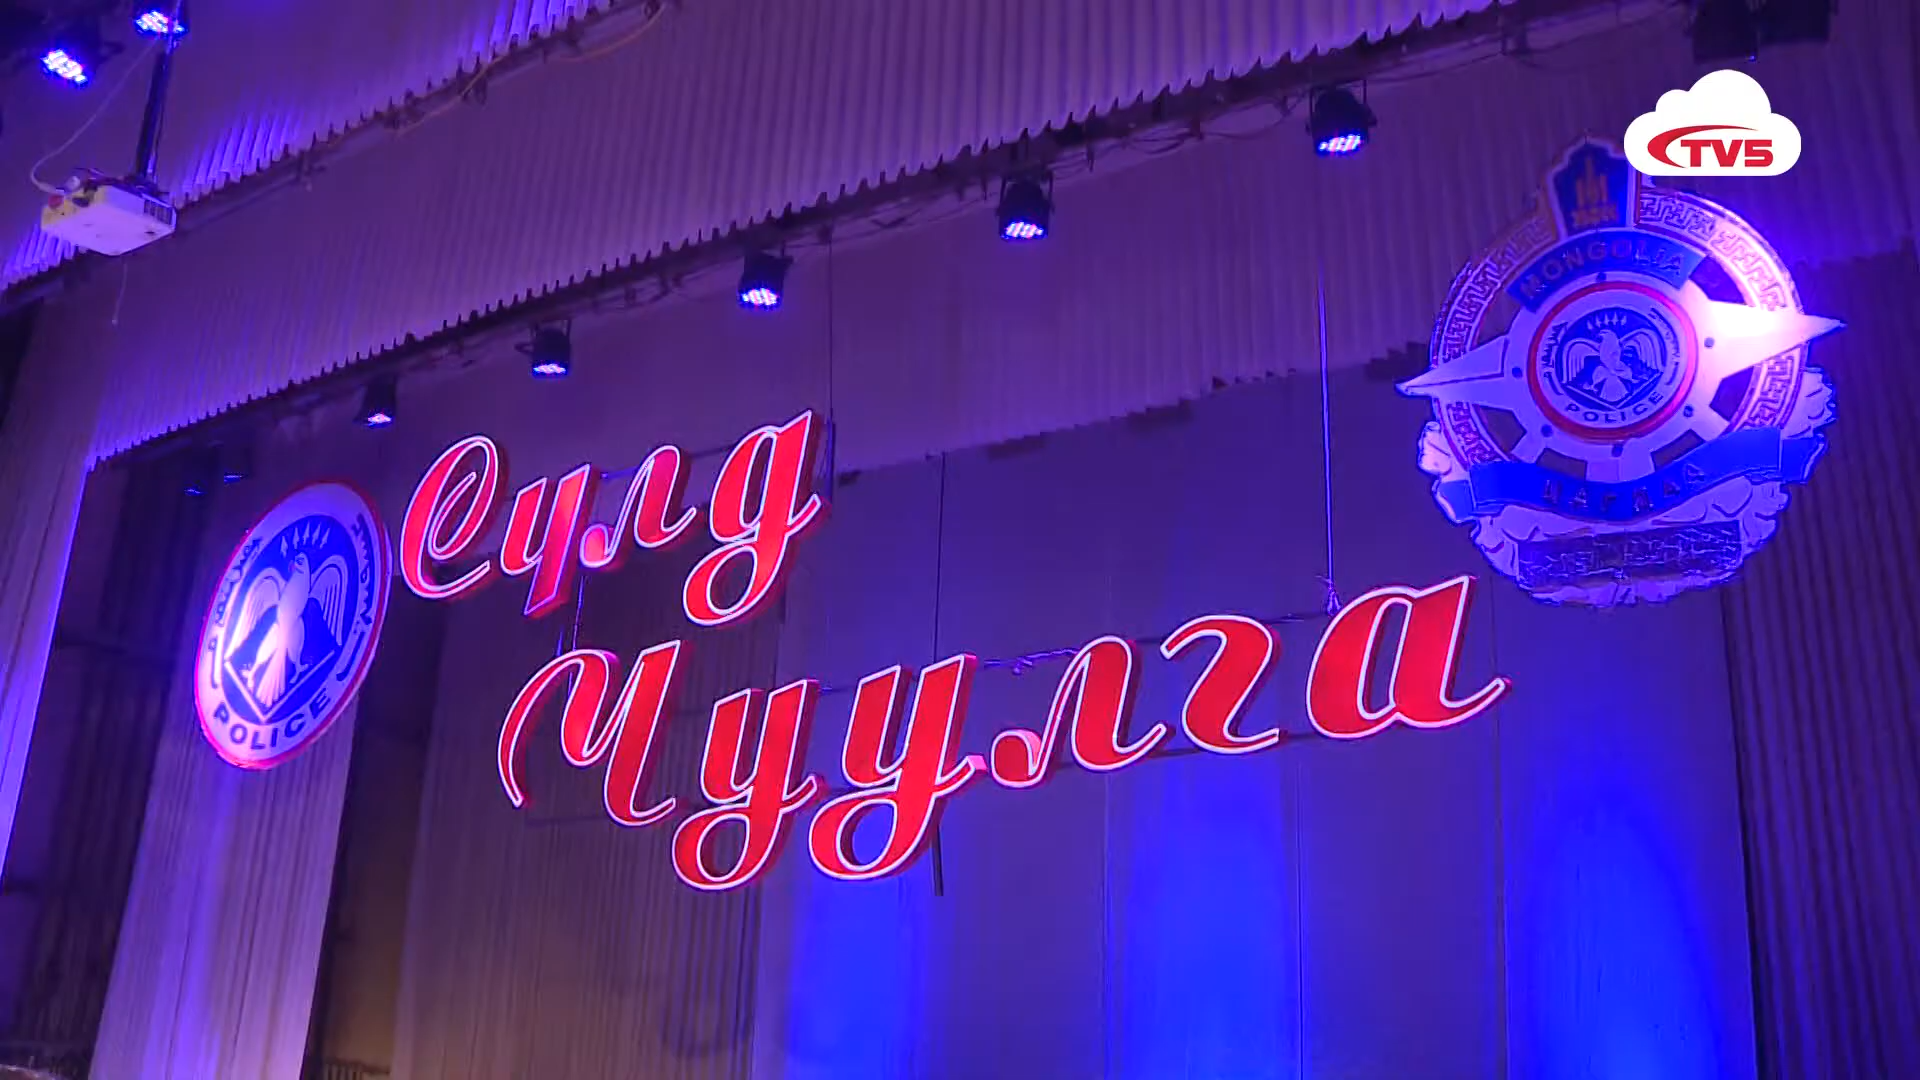 TV5
MONGOLIA
POLICE
ЦАГДАА
Сүлд
Чуулга
POLICE